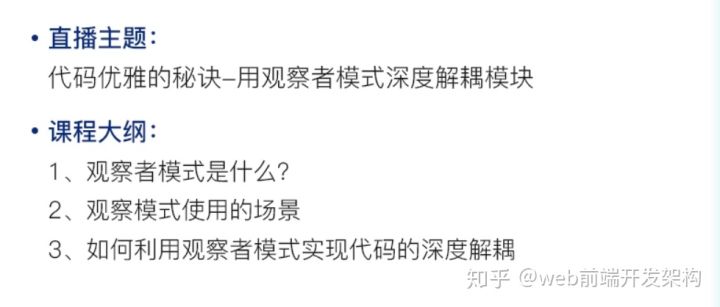 • 直播主题：
代码优雅的秘诀-用观察者模式深度解耦模块
• 课程大纲：
1、观察者模式是什么?
2、观察模式使用的场景
3、如何利用观察者模式实现代码的深度解耦
知乎 @web前端开发架构